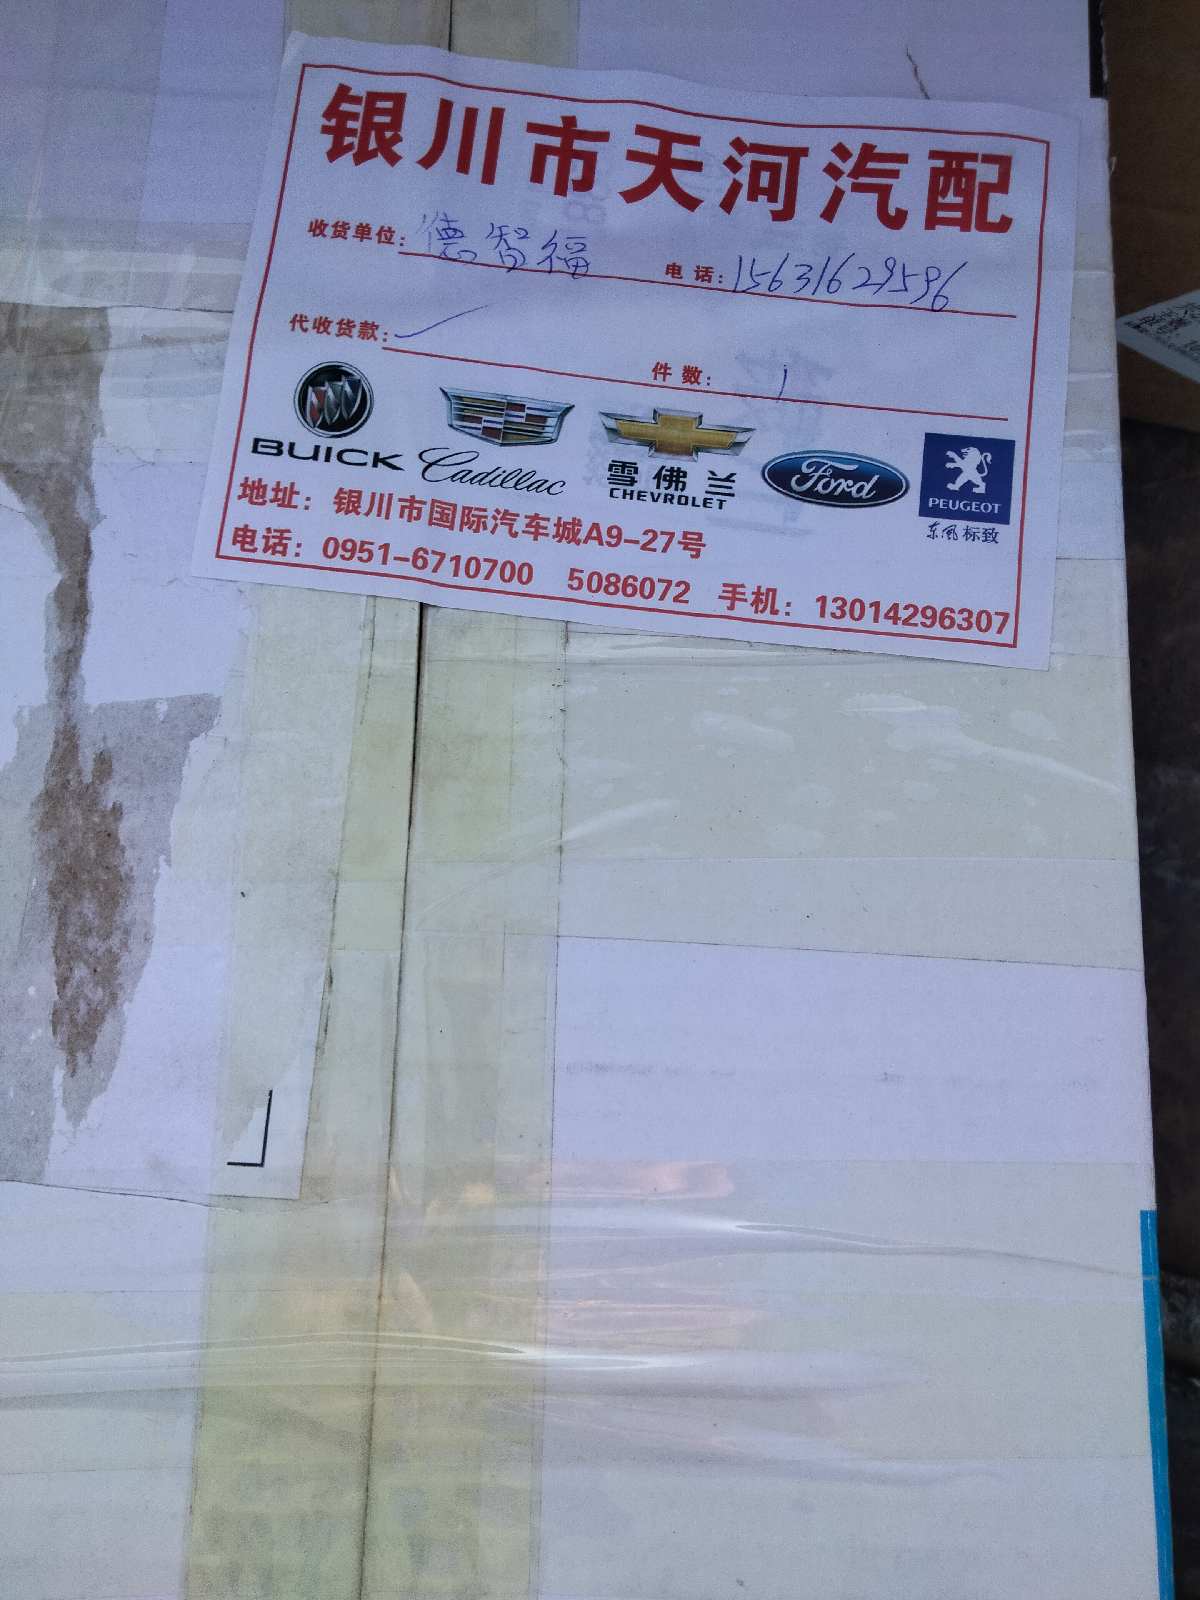 银川市天河汽配
收货单位：德智福 电话：15631629596
代收货款：
件数：1
BUICK Cadillac 雪佛兰 CHEVROLET Ford PEUGEOT 东风标致
地址：银川市国际汽车城A9-27号
电话：0951-6710700 5086072 手机：13014296307